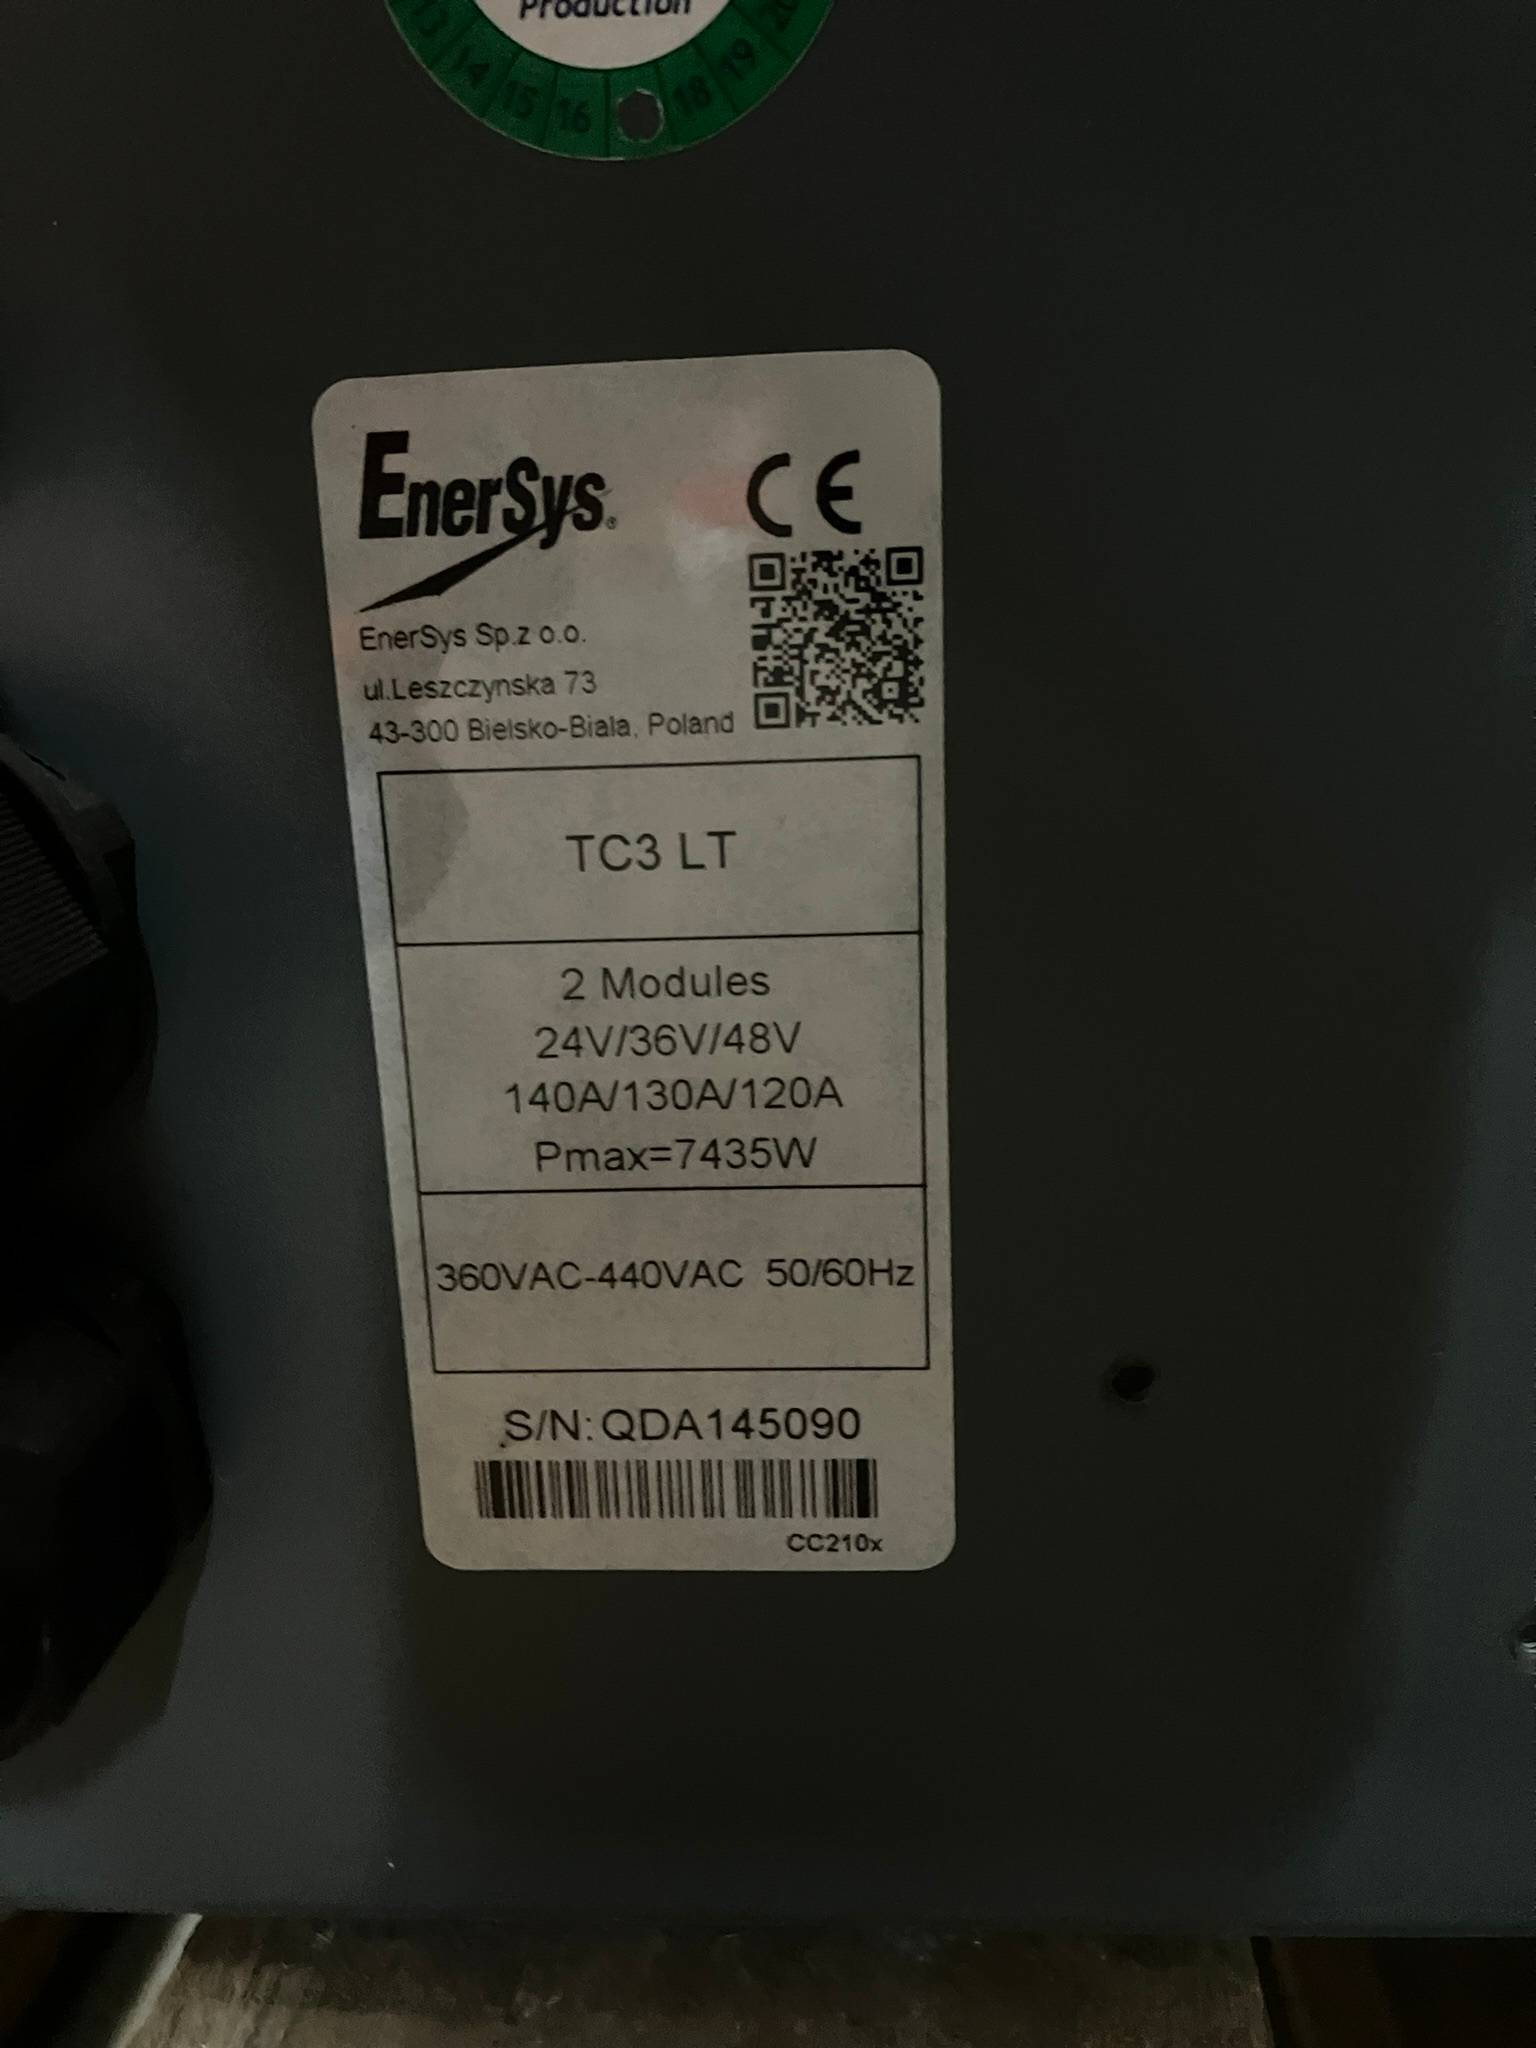 Production
13 14 15 16 18 19 20
EnerSys®
CE
EnerSys Sp.z o.o.
ul.Leszczynska 73
43-300 Bielsko-Biala, Poland
TC3 LT
2 Modules
24V/36V/48V
140A/130A/120A
Pmax=7435W
360VAC-440VAC 50/60Hz
S/N: QDA145090
CC210x